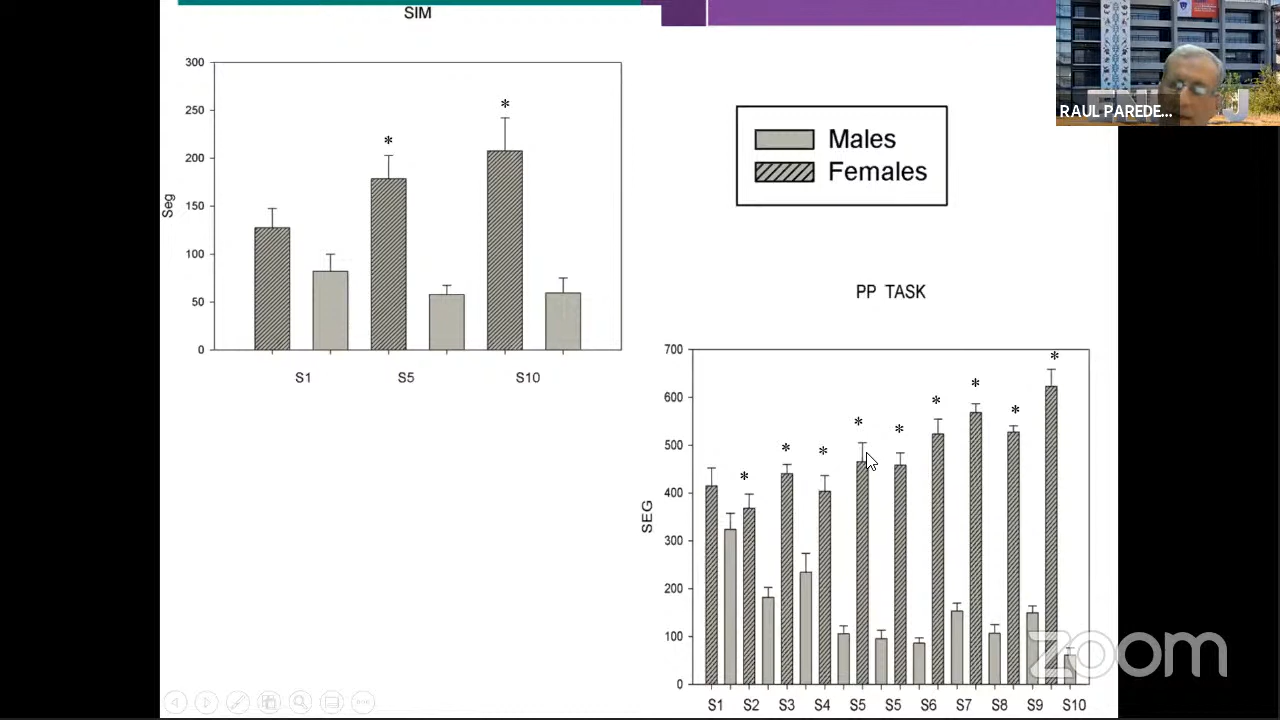 SIM
300
250
200
150
100
50
0
Seg
*
*
S1 S5 S10
Males
Females
PP TASK
700
600
500
400
300
200
100
0
SEG
* * * * * * * * *
S1 S2 S3 S4 S5 S5 S6 S7 S8 S9 S10
RAUL PAREDE...
zoom